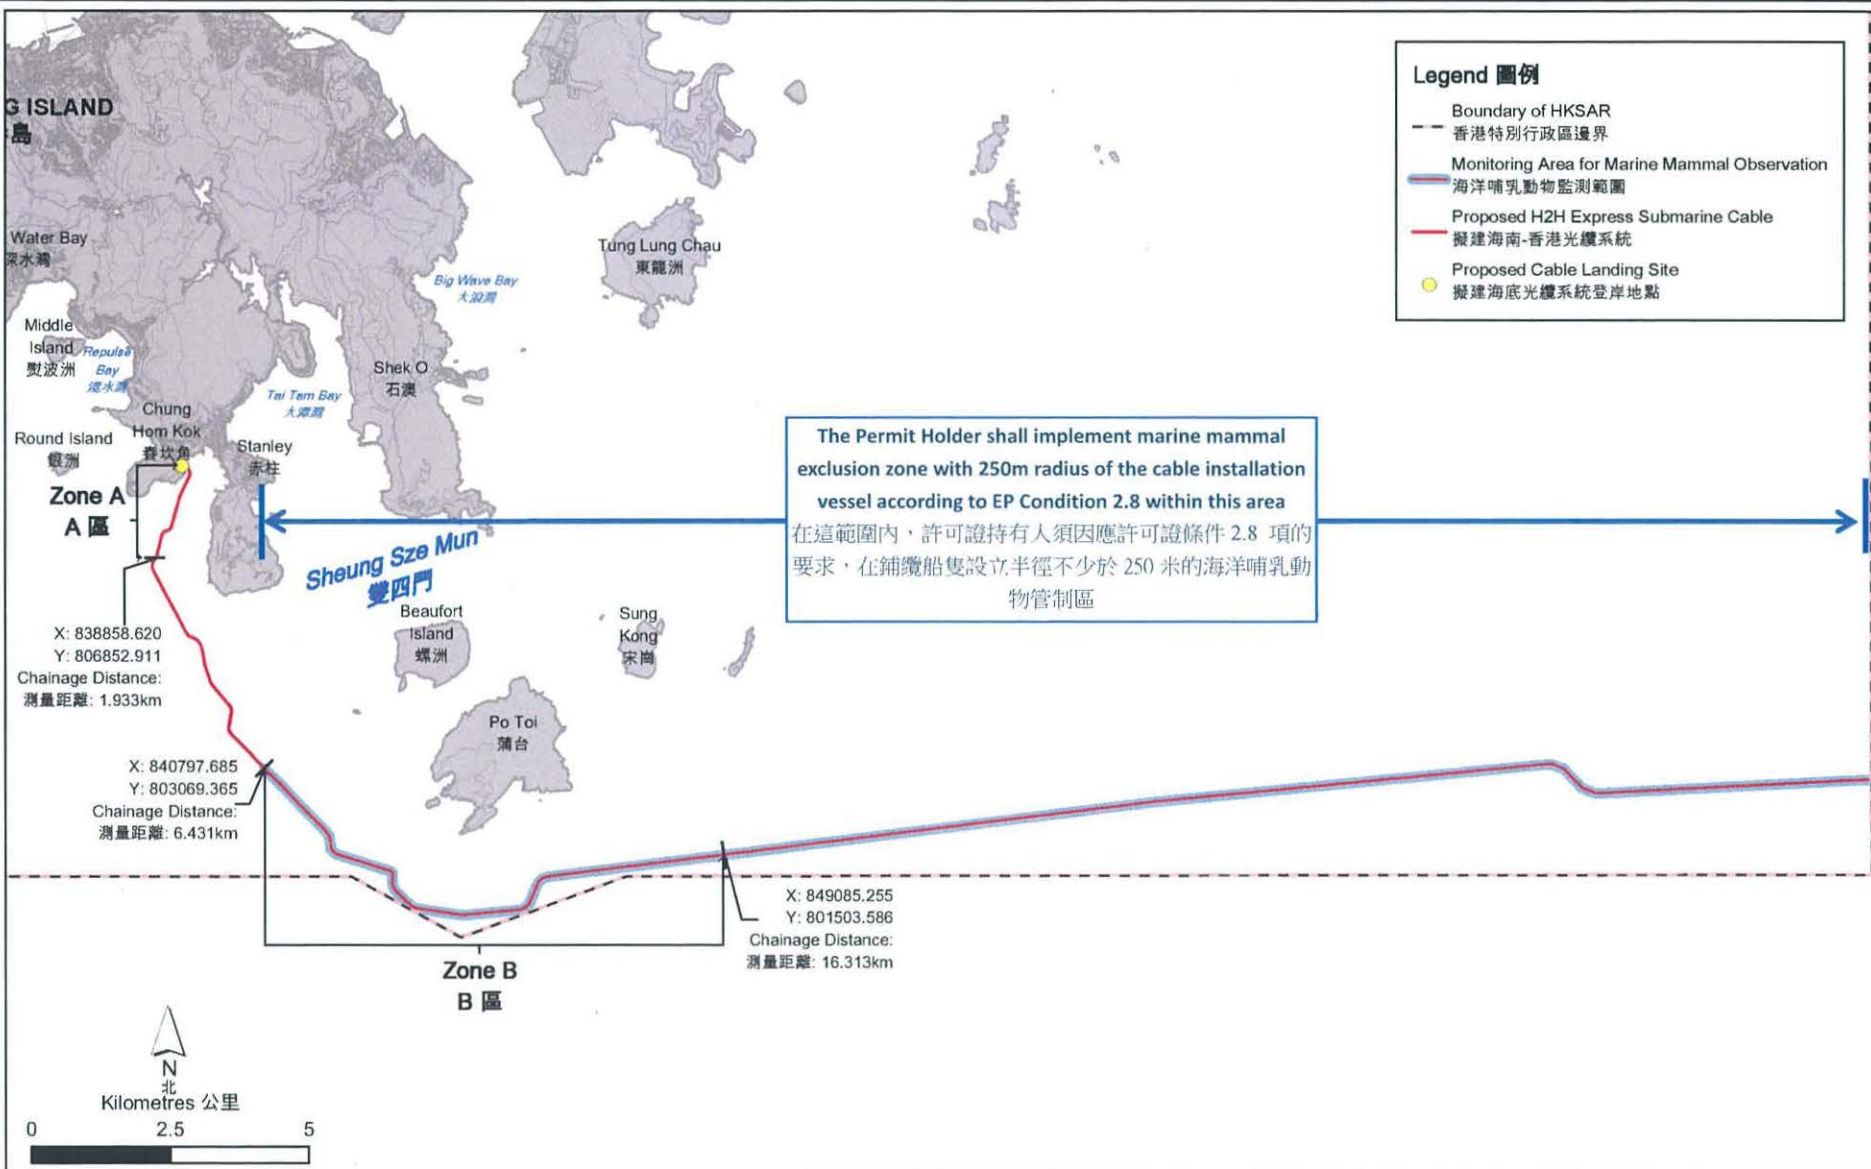 G ISLAND
島
Water Bay
深水灣
Middle
Island
熨波洲
Repulse
Bay
淺水灣
Round Island
銀洲
Chung
Hom Kok
舂坎角
Stanley
赤柱
Tai Tam Bay
大潭灣
Big Wave Bay
大浪灣
Shek O
石澳
Tung Lung Chau
東龍洲
Zone A
A 區
Sheung Sze Mun
雙四門
Beaufort
Island
螺洲
Sung
Kong
宋崗
Po Toi
蒲台
Legend 圖例
Boundary of HKSAR
香港特別行政區邊界
Monitoring Area for Marine Mammal Observation
海洋哺乳動物監測範圍
Proposed H2H Express Submarine Cable
擬建海南-香港光纜系統
Proposed Cable Landing Site
擬建海底光纜系統登岸地點
The Permit Holder shall implement marine mammal
exclusion zone with 250m radius of the cable installation
vessel according to EP Condition 2.8 within this area
在這範圍內，許可證持有人須因應許可證條件 2.8 項的
要求，在鋪纜船隻設立半徑不少於 250 米的海洋哺乳動
物管制區
X: 838858.620
Y: 806852.911
Chainage Distance:
測量距離: 1.933km
X: 840797.685
Y: 803069.365
Chainage Distance:
測量距離: 6.431km
X: 849085.255
Y: 801503.586
Chainage Distance:
測量距離: 16.313km
Zone B
B 區
N
北
Kilometres 公里
0 2.5 5